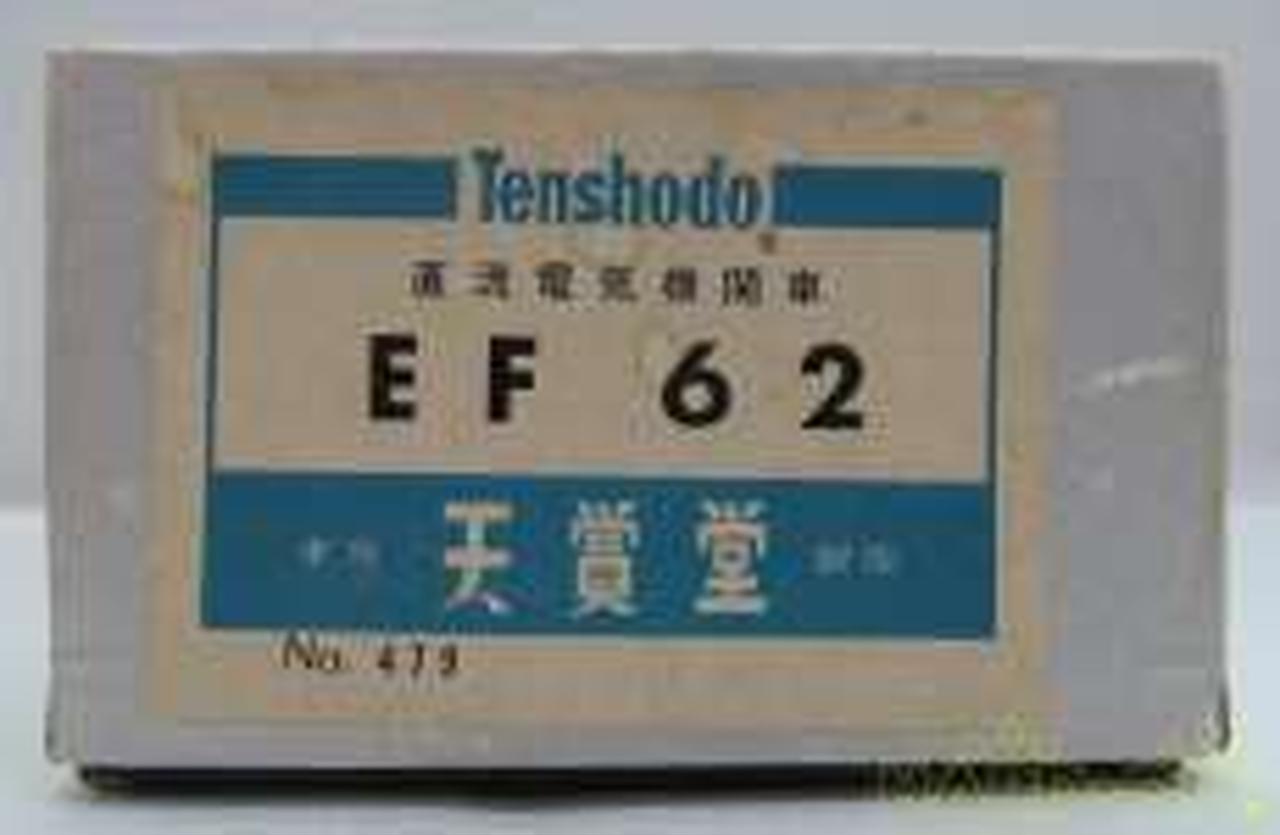 Tenshodo
直流電気機関車
EF 62
天賞堂
No. 479